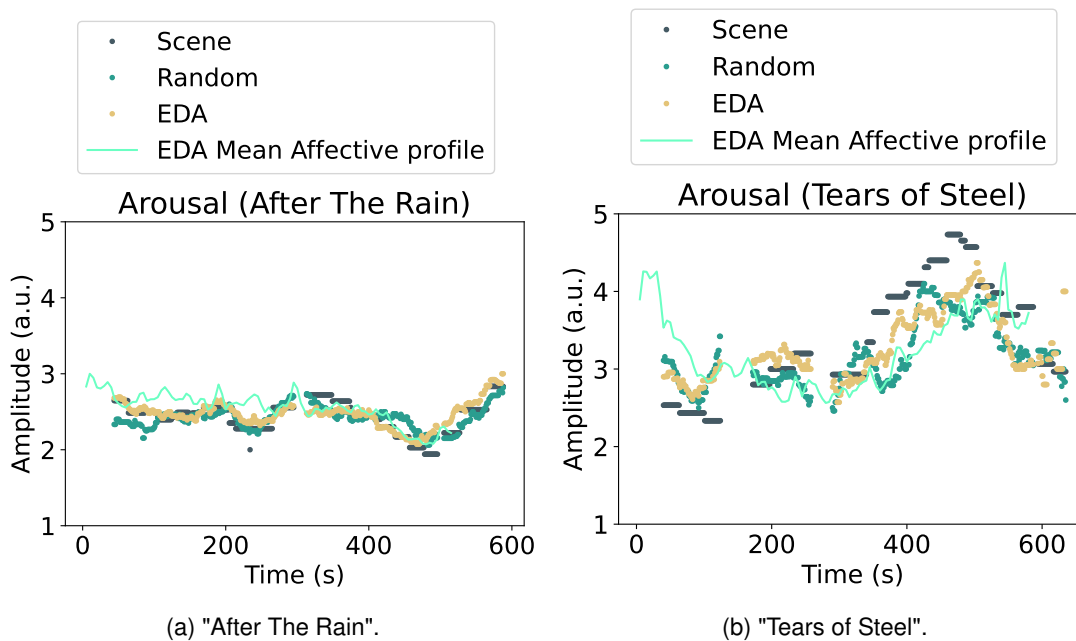 Scene
Random
EDA
EDA Mean Affective profile
Arousal (After The Rain)
5
4
3
2
1
Amplitude (a.u.)
0 200 400 600
Time (s)
(a) "After The Rain".
Scene
Random
EDA
EDA Mean Affective profile
Arousal (Tears of Steel)
5
4
3
2
1
Amplitude (a.u.)
0 200 400 600
Time (s)
(b) "Tears of Steel".